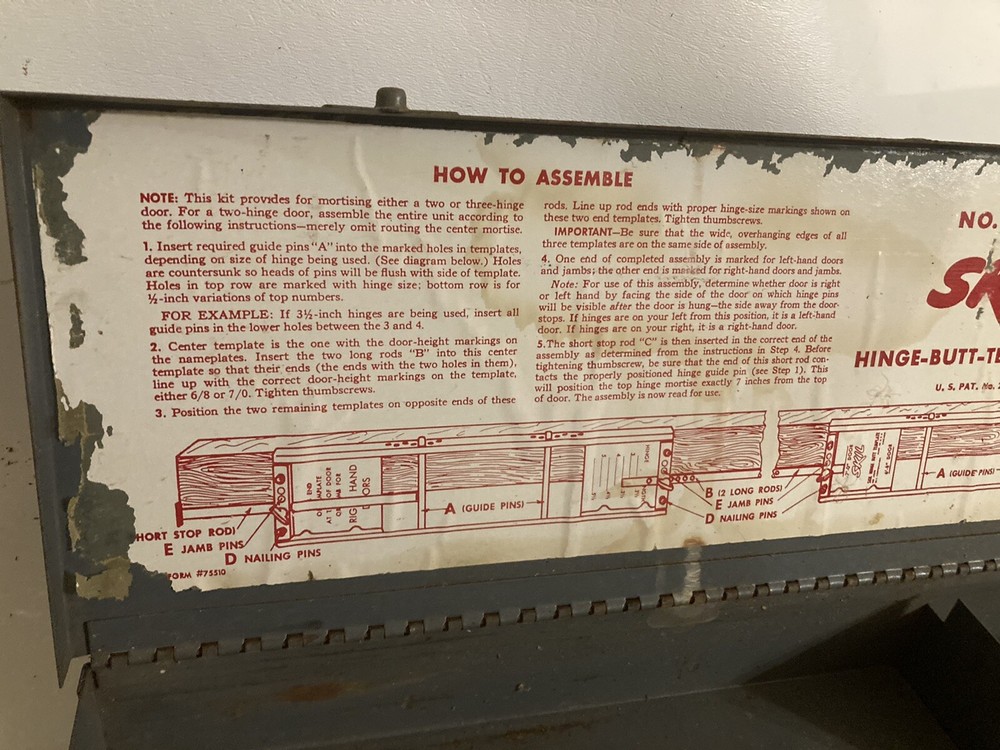 HOW TO ASSEMBLE
NOTE: This kit provides for mortising either a two or three-hinge
door. For a two-hinge door, assemble the entire unit according to
the following instructions—merely omit routing the center mortise.
1. Insert required guide pins "A" into the marked holes in templates,
depending on size of hinge being used. (See diagram below.) Holes
are countersunk so heads of pins will be flush with side of template.
Holes in top row are marked with hinge size; bottom row is for
½-inch variations of top numbers.
FOR EXAMPLE: If 3½-inch hinges are being used, insert all
guide pins in the lower holes between the 3 and 4.
2. Center template is the one with the door-height markings on
the nameplates. Insert the two long rods "B" into this center
template so that their ends (the ends with the two holes in them),
line up with the correct door-height markings on the template,
either 6/8 or 7/0. Tighten thumbscrews.
3. Position the two remaining templates on opposite ends of these
rods. Line up rod ends with proper hinge-size markings shown on
these two end templates. Tighten thumbscrews.
IMPORTANT—Be sure that the wide, overhanging edges of all
three templates are on the same side of assembly.
4. One end of completed assembly is marked for left-hand doors
and jambs; the other end is marked for right-hand doors and jambs.
Note: For use of this assembly, determine whether door is right
or left hand by facing the side of the door on which hinge pins
will be visible after the door is hung—the side away from the door-
stops. If hinges are on your left from this position, it is a left-hand
door. If hinges are on your right, it is a right-hand door.
5. The short stop rod "C" is then inserted in the correct end of the
assembly as determined from the instructions in Step 4. Before
tightening thumbscrew, be sure that the end of this short rod con-
tacts the properly positioned hinge guide pin (see Step 1). This
will position the top hinge mortise exactly 7 inches from the top
of door. The assembly is now read for use.
NO.
SK
HINGE-BUTT-TE
U. S. PAT. No.
HORT STOP ROD)
E JAMB PINS
D NAILING PINS
A (GUIDE PINS)
B (2 LONG RODS)
E JAMB PINS
D NAILING PINS
A (GUIDE PINS)
HAND
ORM #75510